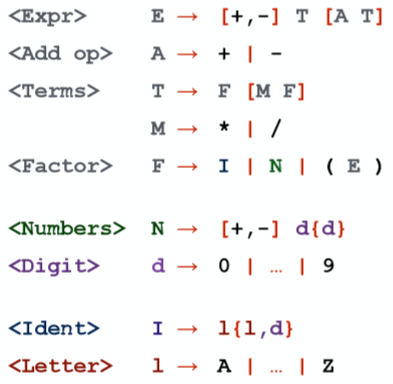 <Expr> E → [+,-] T [A T]
<Add op> A → + | -
<Terms> T → F [M F]
M → * | /
<Factor> F → I | N | ( E )
<Numbers> N → [+,-] d{d}
<Digit> d → 0 | … | 9
<Ident> I → l{l,d}
<Letter> l → A | … | Z